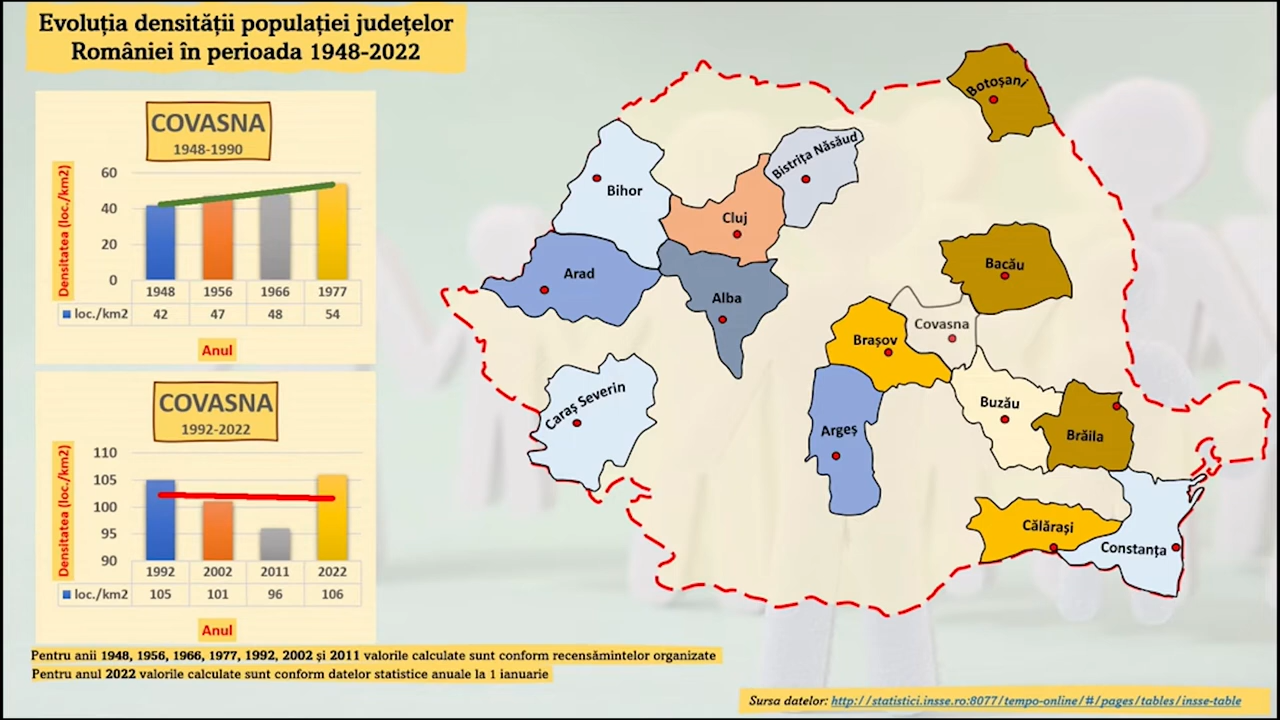 Evoluția densității populației județelor
României în perioada 1948-2022
COVASNA
1948-1990
Densitatea (loc./km2)
60
40
20
0
1948 1956 1966 1977
loc./km2 42 47 48 54
Anul
COVASNA
1992-2022
Densitatea (loc./km2)
110
105
100
95
90
1992 2002 2011 2022
loc./km2 105 101 96 106
Anul
Botoșani
Bistrița Năsăud
Bihor
Cluj
Arad
Alba
Bacău
Covasna
Brașov
Caraș Severin
Buzău
Argeș
Brăila
Călărași
Constanța
Pentru anii 1948, 1956, 1966, 1977, 1992, 2002 și 2011 valorile calculate sunt conform recensămintelor organizate
Pentru anul 2022 valorile calculate sunt conform datelor statistice anuale la 1 ianuarie
Sursa datelor: http://statistici.insse.ro:8077/tempo-online/#/pages/tables/insse-table